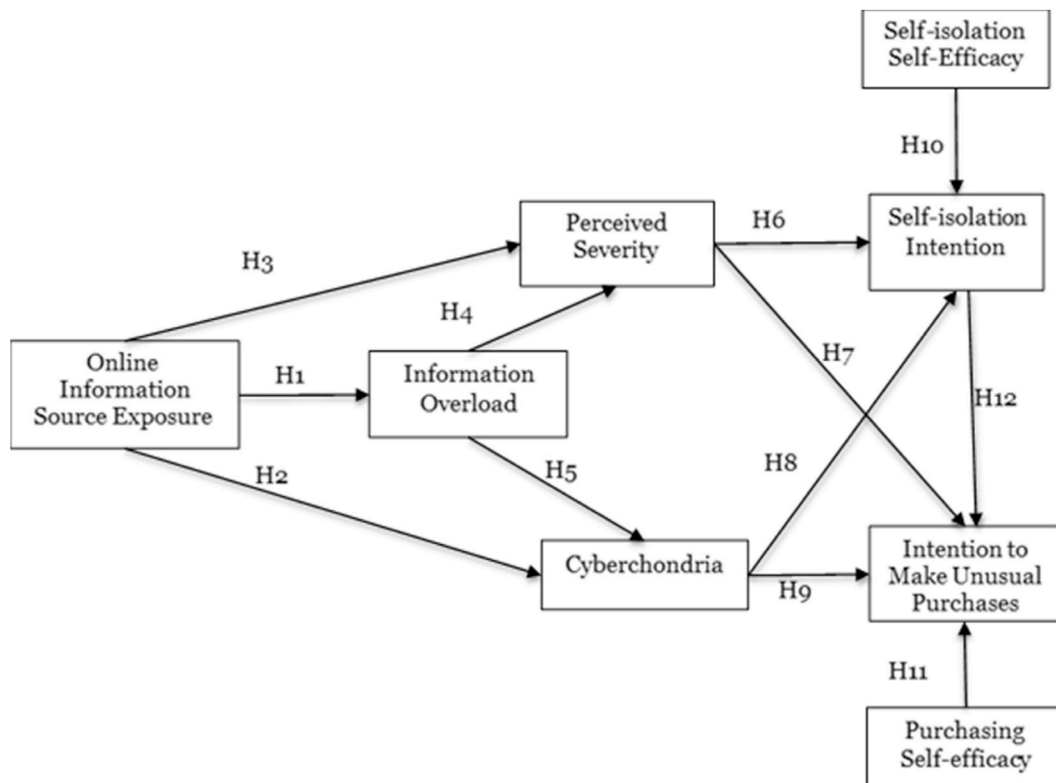 Self-isolation
Self-Efficacy
H10
Perceived
Severity
H6
Self-isolation
Intention
H3
H4
H7
Online
Information
Source Exposure
H1
Information
Overload
H12
H2
H5
H8
Cyberchondria
H9
Intention to
Make Unusual
Purchases
H11
Purchasing
Self-efficacy